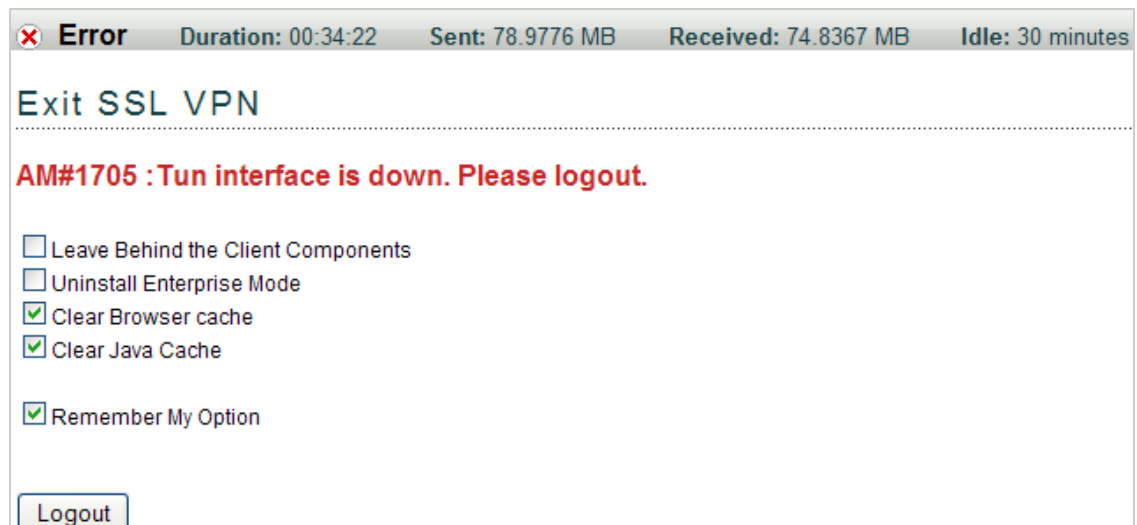 Error Duration: 00:34:22 Sent: 78.9776 MB Received: 74.8367 MB Idle: 30 minutes
Exit SSL VPN
AM#1705 : Tun interface is down. Please logout.
Leave Behind the Client Components
Uninstall Enterprise Mode
Clear Browser cache
Clear Java Cache
Remember My Option
Logout